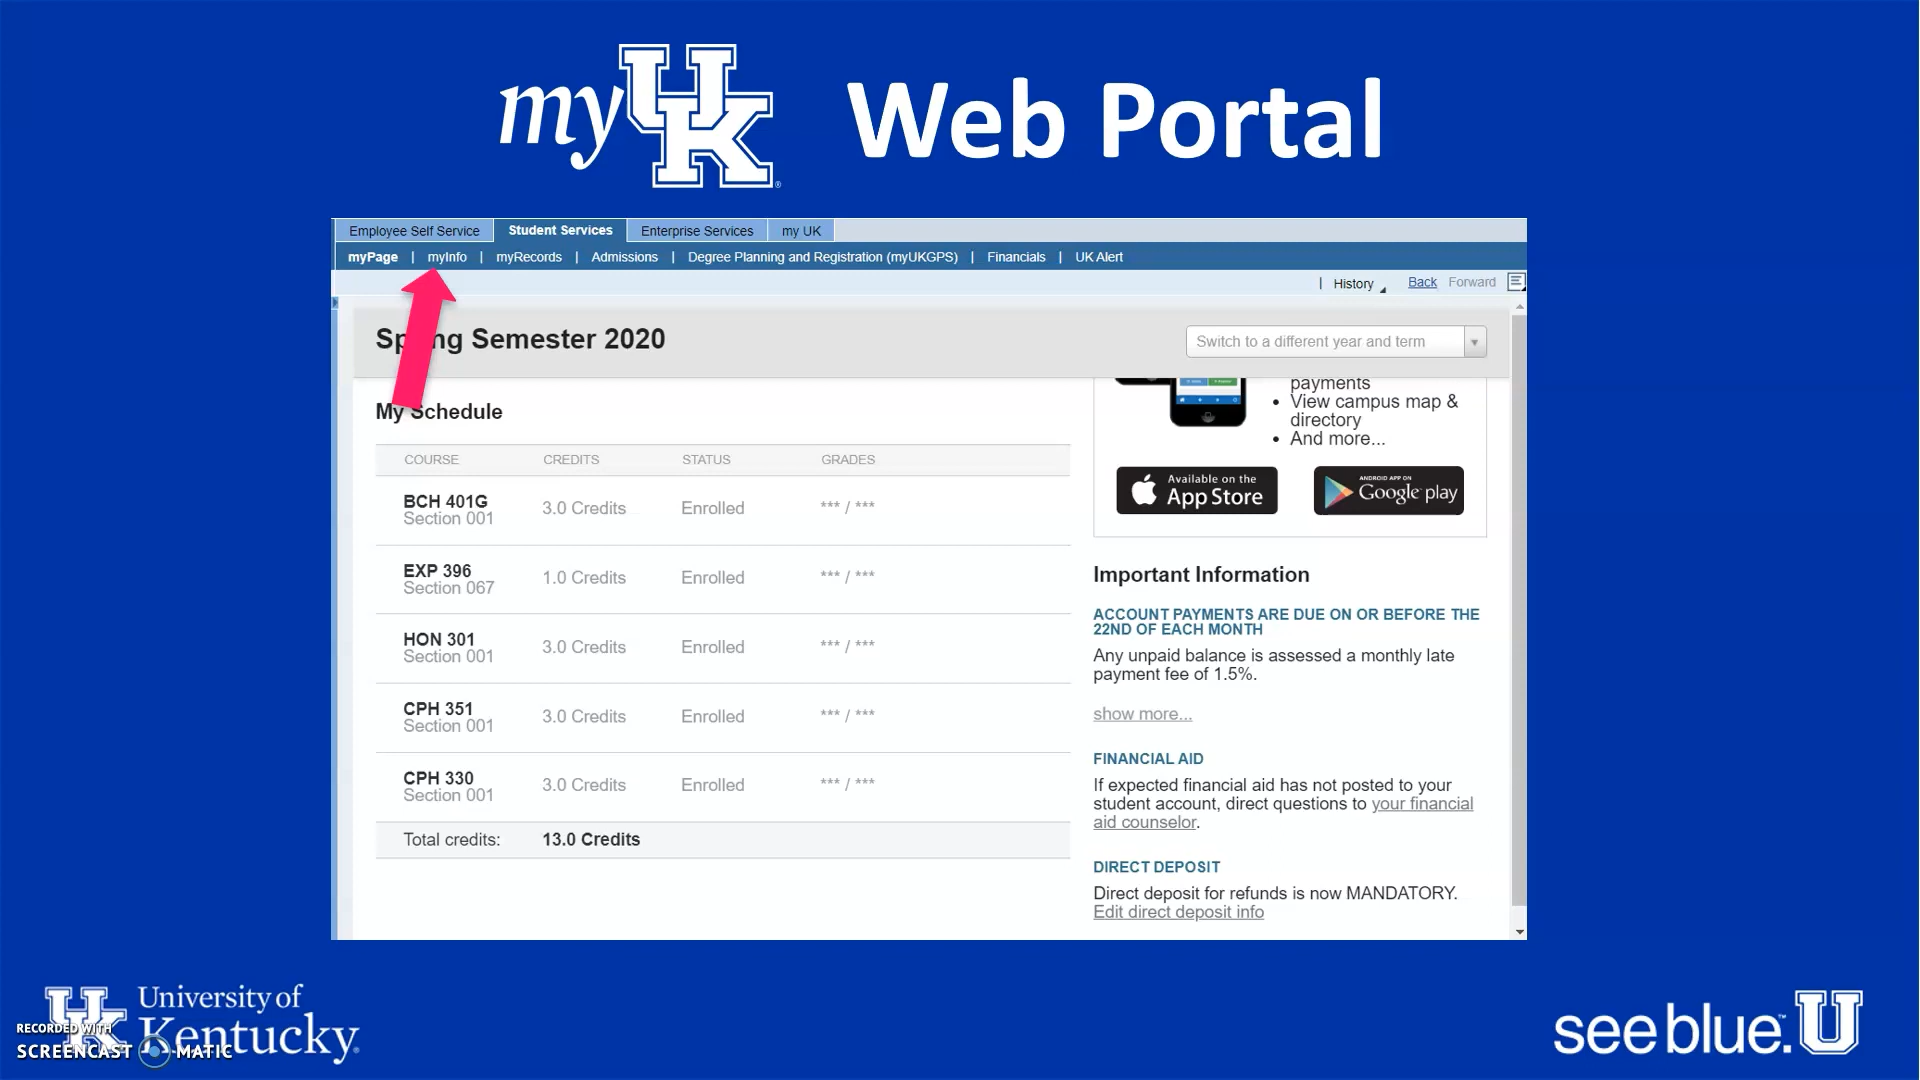 myUK® Web Portal
Employee Self Service Student Services Enterprise Services my UK
myPage | myInfo | myRecords | Admissions | Degree Planning and Registration (myUKGPS) | Financials | UK Alert
| History Back Forward
Spring Semester 2020
Switch to a different year and term
My Schedule
COURSE CREDITS STATUS GRADES
BCH 401G
Section 001
3.0 Credits Enrolled *** / ***
EXP 396
Section 067
1.0 Credits Enrolled *** / ***
HON 301
Section 001
3.0 Credits Enrolled *** / ***
CPH 351
Section 001
3.0 Credits Enrolled *** / ***
CPH 330
Section 001
3.0 Credits Enrolled *** / ***
Total credits: 13.0 Credits
payments
• View campus map &
directory
• And more...
Available on the
App Store
ANDROID APP ON
Google play
Important Information
ACCOUNT PAYMENTS ARE DUE ON OR BEFORE THE
22ND OF EACH MONTH
Any unpaid balance is assessed a monthly late
payment fee of 1.5%.
show more...
FINANCIAL AID
If expected financial aid has not posted to your
student account, direct questions to your financial
aid counselor.
DIRECT DEPOSIT
Direct deposit for refunds is now MANDATORY.
Edit direct deposit info
UK University of
Kentucky.
RECORDED WITH
SCREENCAST MATIC
see blue.™ U